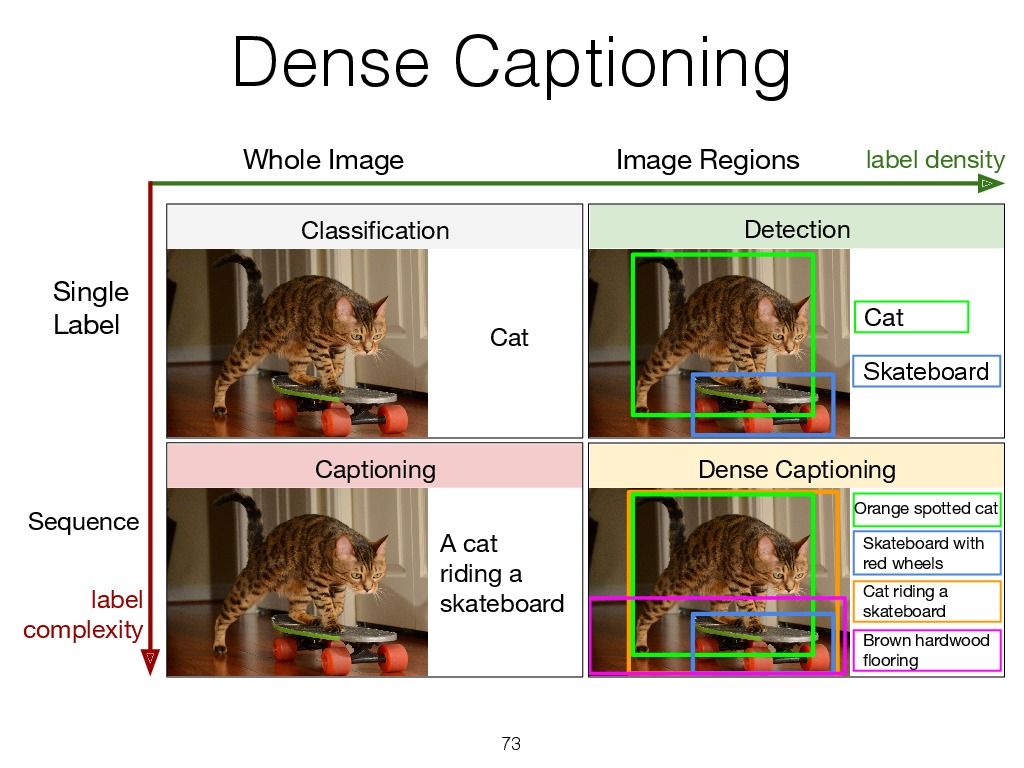 Dense Captioning
Whole Image
Image Regions
label density
Single
Label
Classification
Cat
Detection
Cat
Skateboard
Sequence
label
complexity
Captioning
A cat
riding a
skateboard
Dense Captioning
Orange spotted cat
Skateboard with
red wheels
Cat riding a
skateboard
Brown hardwood
flooring
73